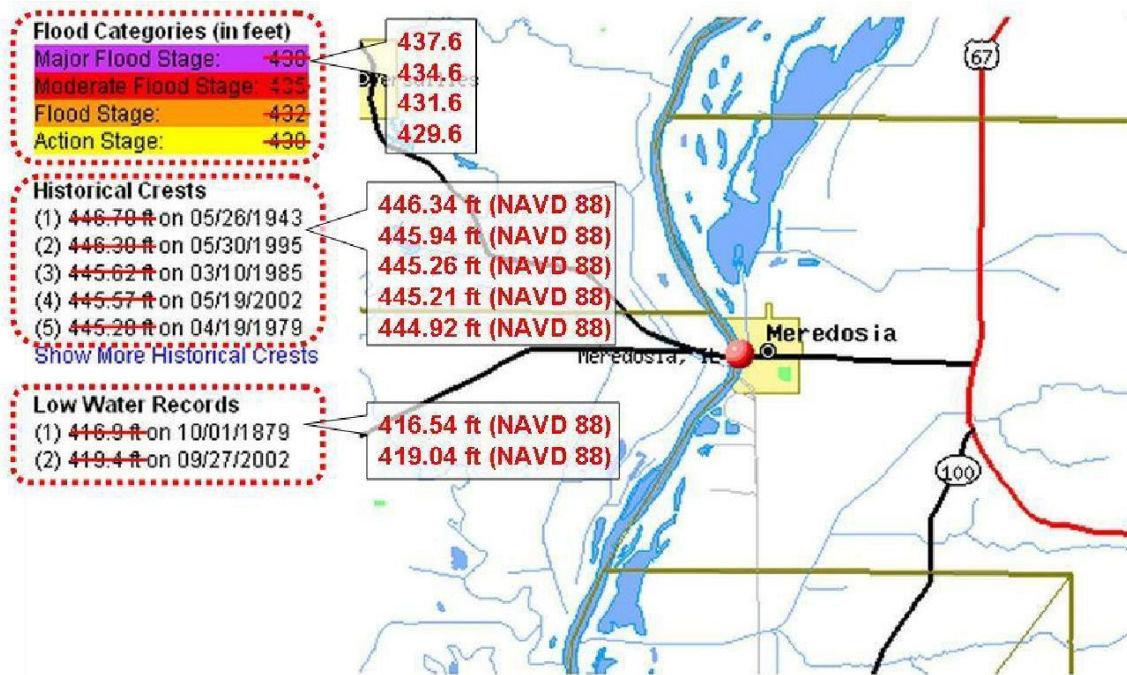 Flood Categories (in feet)
Major Flood Stage: 438
Moderate Flood Stage: 435
Flood Stage: 432
Action Stage: 430
437.6
434.6
431.6
429.6
Historical Crests
(1) 446.70 ft on 05/26/1943
(2) 446.30 ft on 05/30/1995
(3) 445.62 ft on 03/10/1985
(4) 445.57 ft on 05/19/2002
(5) 445.28 ft on 04/19/1979
Show More Historical Crests
446.34 ft (NAVD 88)
445.94 ft (NAVD 88)
445.26 ft (NAVD 88)
445.21 ft (NAVD 88)
444.92 ft (NAVD 88)
Low Water Records
(1) 416.9 ft on 10/01/1879
(2) 419.4 ft on 09/27/2002
416.54 ft (NAVD 88)
419.04 ft (NAVD 88)
67
Meredosia
Meredosia, IL
100